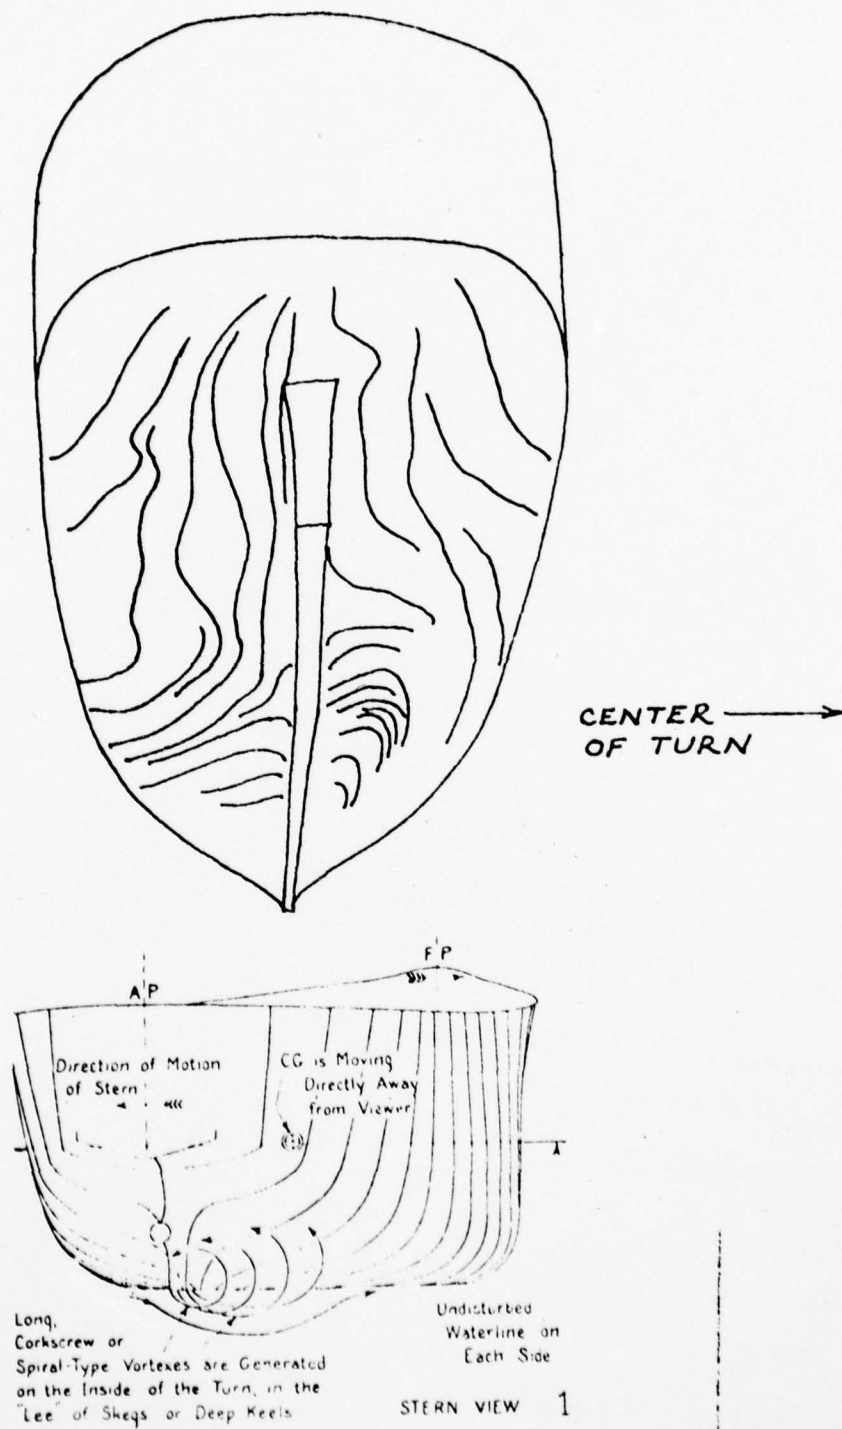 CENTER
OF TURN
FP
AP
Direction of Motion
of Stern
CG is Moving
Directly Away
from Viewer
Long,
Corkscrew or
Spiral-Type Vortexes are Generated
on the Inside of the Turn, in the
"Lee" of Skegs or Deep Keels
Undisturbed
Waterline on
Each Side
STERN VIEW 1